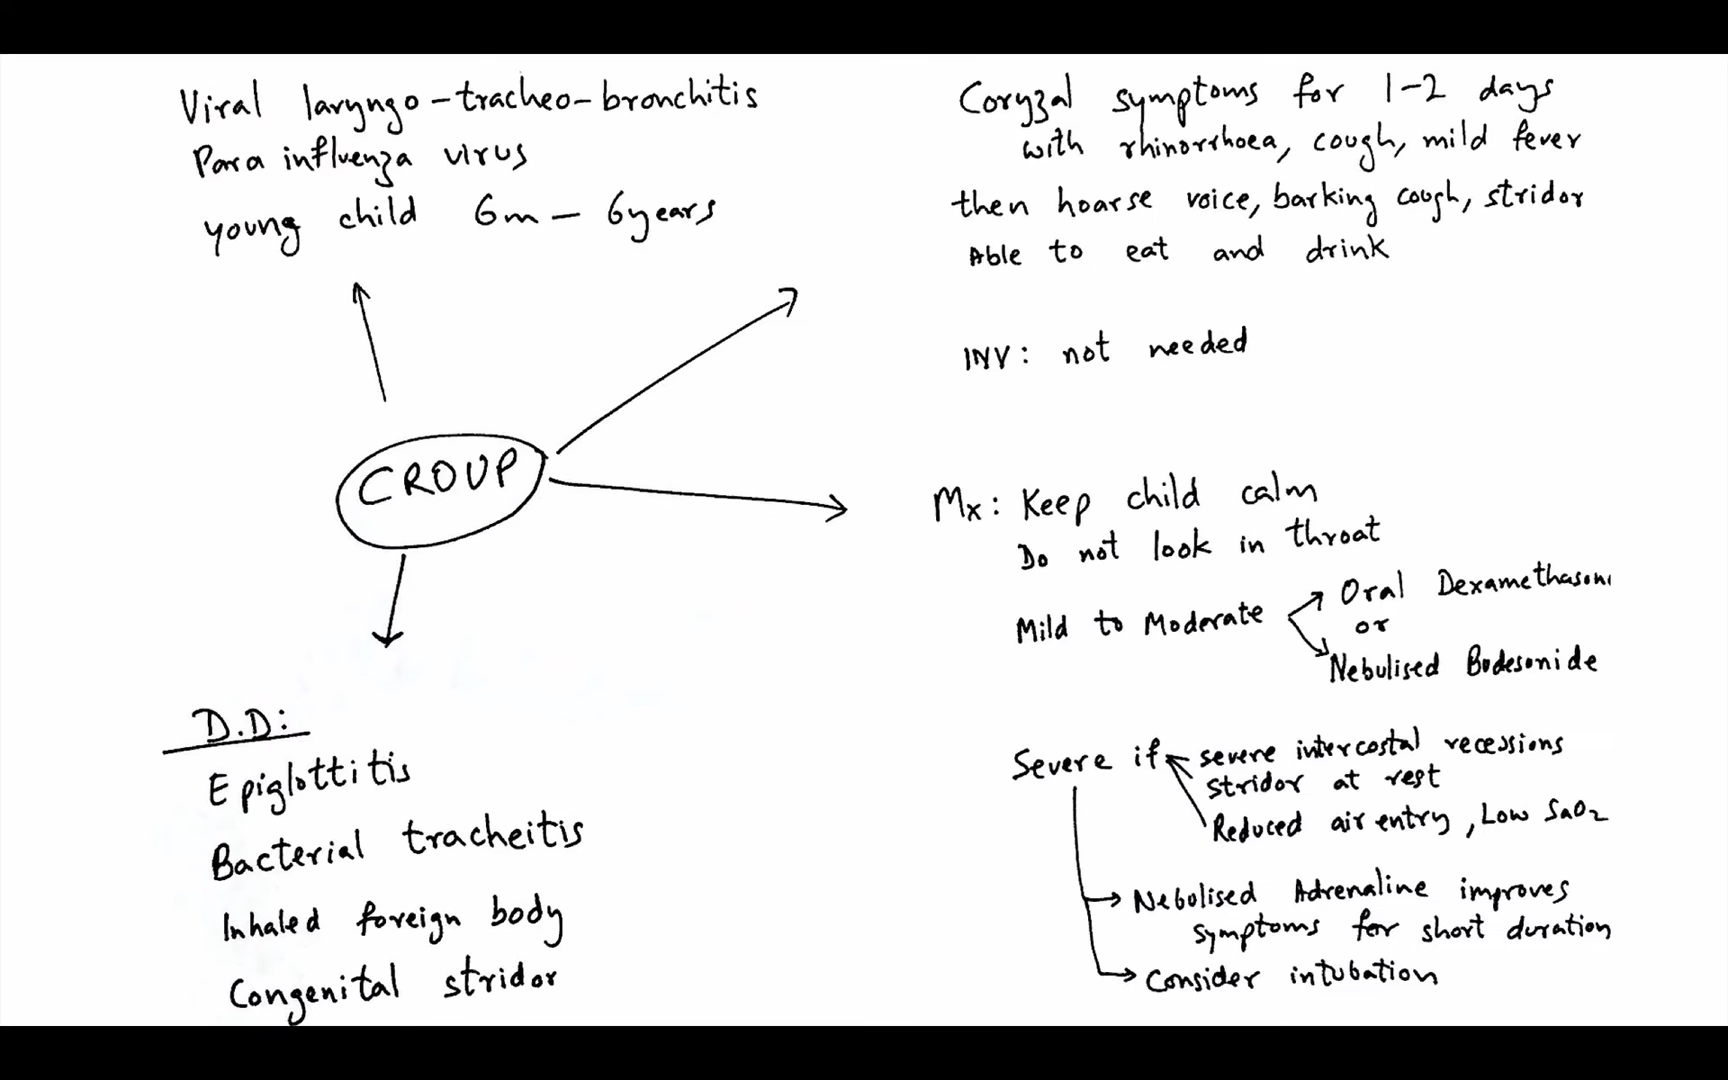 Viral laryngo-tracheo-bronchitis
Para influenza virus
young child 6m - 6years
Coryzal symptoms for 1-2 days
with rhinorrhoea, cough, mild fever
then hoarse voice, barking cough, stridor
Able to eat and drink
INV: not needed
CROUP
Mx: Keep child calm
Do not look in throat
Mild to Moderate
Oral Dexamethason
or
Nebulised Budesonide
D.D:
Epiglottitis
Bacterial tracheitis
Inhaled foreign body
Congenital stridor
Severe if severe intercostal recessions
stridor at rest
Reduced air entry, Low SaO2
Nebolised Adrenaline improves
symptoms for short duration
Consider intubation